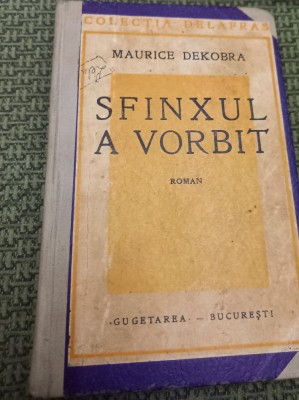 COLECȚIA DELAFRAS
MAURICE DEKOBRA
SFINXUL
A VORBIT
ROMAN
"GUGETAREA" – BUCUREȘTI